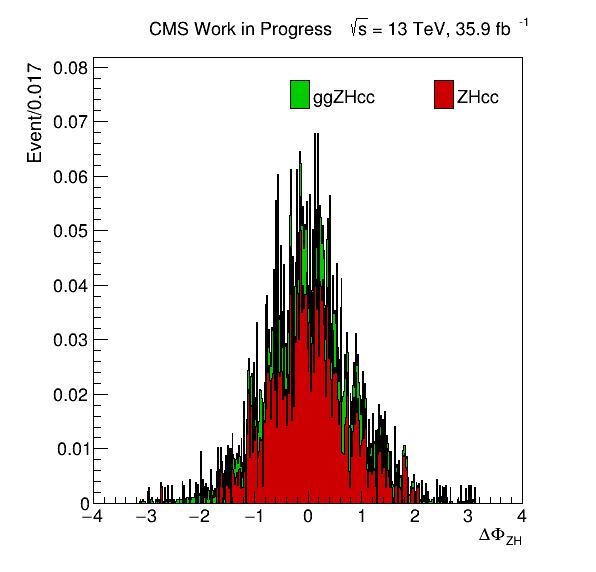 CMS Work in Progress √s = 13 TeV, 35.9 fb -1
Event/0.017
0.08
0.07
0.06
0.05
0.04
0.03
0.02
0.01
0
ggZHcc ZHcc
−4 −3 −2 −1 0 1 2 3 4
ΔΦZH